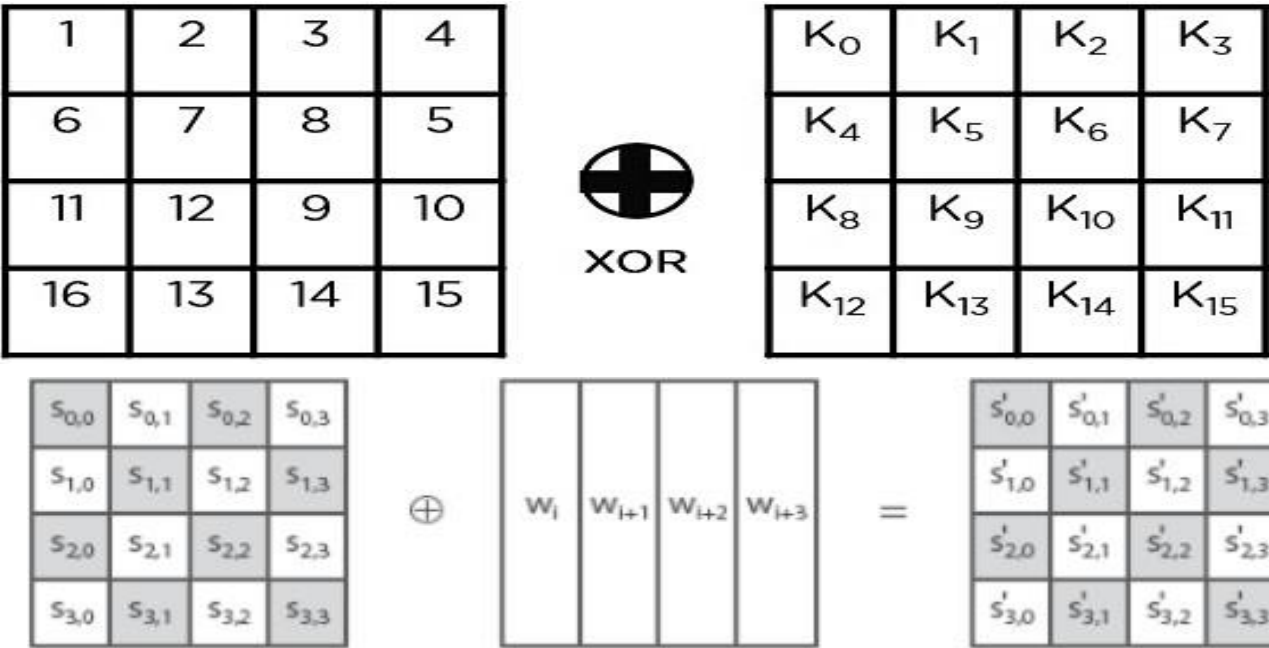 1 2 3 4 K₀ K₁ K₂ K₃
6 7 8 5 K₄ K₅ K₆ K₇
11 12 9 10 K₈ K₉ K₁₀ K₁₁
XOR
16 13 14 15 K₁₂ K₁₃ K₁₄ K₁₅
s₀,₀ s₀,₁ s₀,₂ s₀,₃ s'₀,₀ s'₀,₁ s'₀,₂ s'₀,₃
s₁,₀ s₁,₁ s₁,₂ s₁,₃ ⊕ wᵢ wᵢ₊₁ wᵢ₊₂ wᵢ₊₃ = s'₁,₀ s'₁,₁ s'₁,₂ s'₁,₃
s₂,₀ s₂,₁ s₂,₂ s₂,₃ s'₂,₀ s'₂,₁ s'₂,₂ s'₂,₃
s₃,₀ s₃,₁ s₃,₂ s₃,₃ s'₃,₀ s'₃,₁ s'₃,₂ s'₃,₃